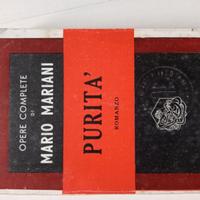 OPERE COMPLETE
DI
MARIO MARIANI
PURITA'
ROMANZO